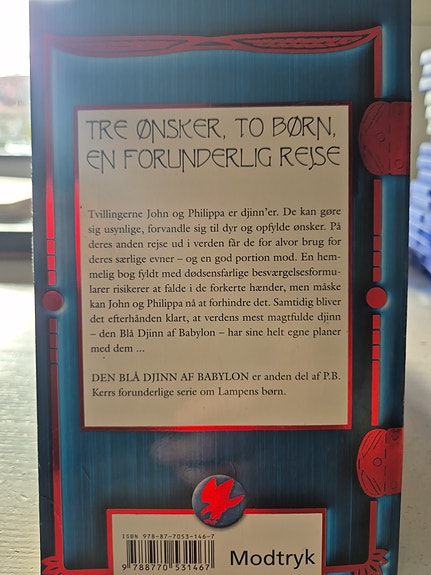 TRE ØNSKER, TO BØRN,
EN FORUNDERLIG REJSE
Tvillingerne John og Philippa er djinn'er. De kan gøre
sig usynlige, forvandle sig til dyr og opfylde ønsker. På
deres anden rejse ud i verden får de for alvor brug for
deres særlige evner – og en god portion mod. En hem-
melig bog fyldt med dødsensfarlige besværgelsesformu-
larer risikerer at falde i de forkerte hænder, men måske
kan John og Philippa nå at forhindre det. Samtidig bliver
det efterhånden klart, at verdens mest magtfulde djinn
– den Blå Djinn af Babylon – har sine helt egne planer
med dem ...
DEN BLÅ DJINN AF BABYLON er anden del af P.B.
Kerrs forunderlige serie om Lampens børn.
ISBN 978-87-7053-146-7
9 788770 531467
Modtryk